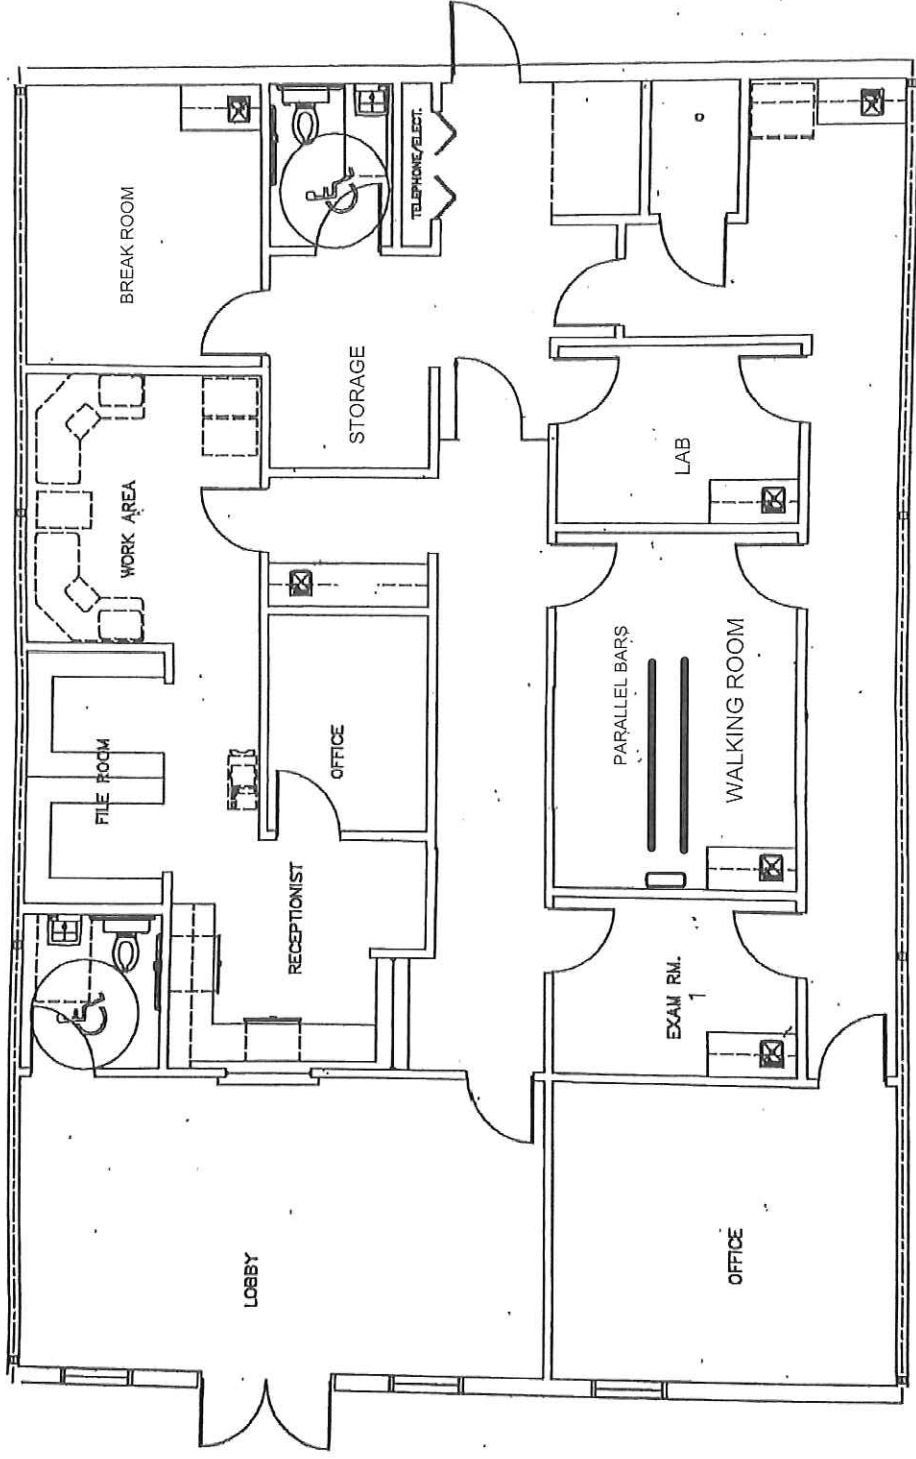 BREAK ROOM
TELEPHONE/ELECT.
STORAGE
WORK AREA
LAB
FILE ROOM
OFFICE
PARALLEL BARS
WALKING ROOM
RECEPTIONIST
EXAM RM.
1
LOBBY
OFFICE